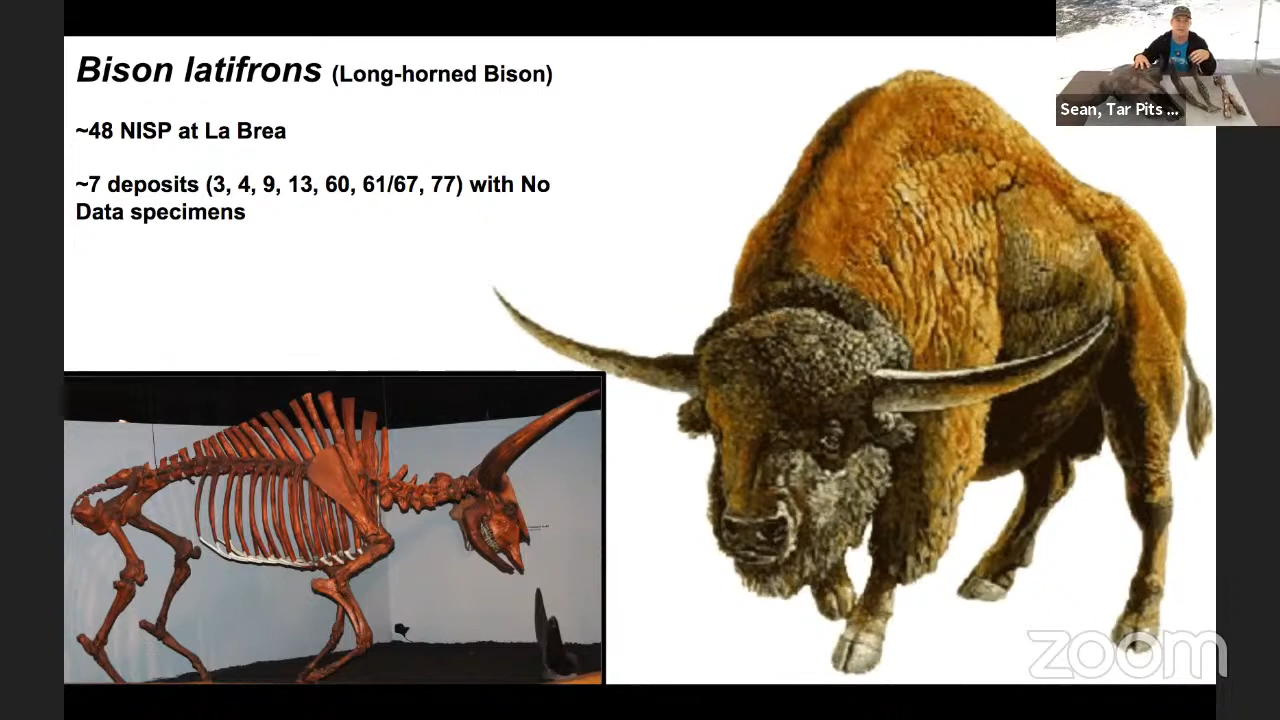 Bison latifrons (Long-horned Bison)
~48 NISP at La Brea
~7 deposits (3, 4, 9, 13, 60, 61/67, 77) with No
Data specimens
Sean, Tar Pits ...
zoom